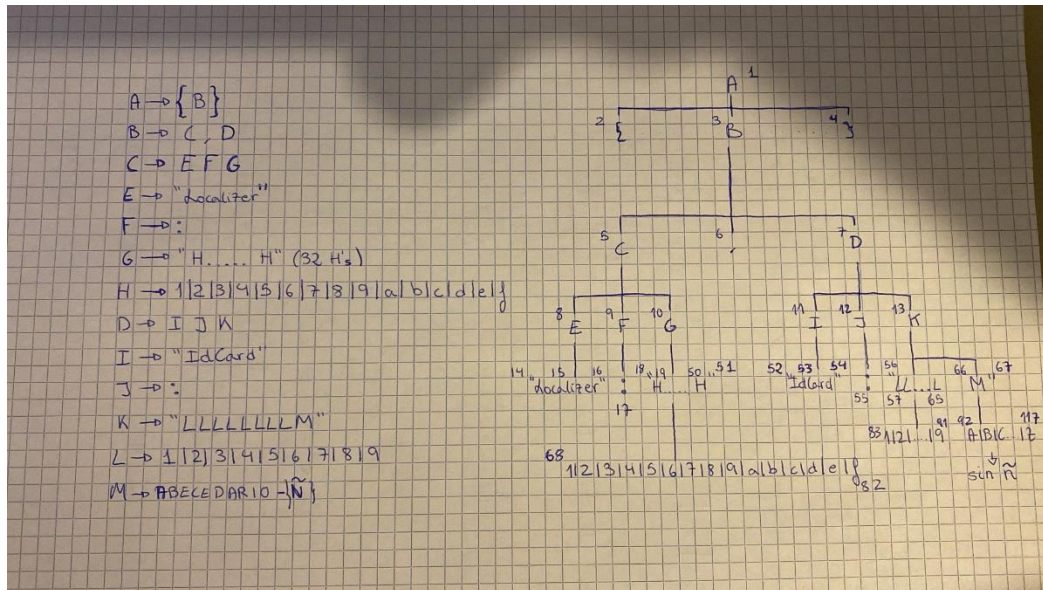 A → {B}
B → C, D
C → E F G
E → "Localizer"
F → :
G → "H.....H" (32 H's)
H → 1|2|3|4|5|6|7|8|9|a|b|c|d|e|f
D → I J K
I → "IdCard"
J → :
K → "LLLLLLLLM"
L → 1|2|3|4|5|6|7|8|9
M → ABECEDARIO -{Ñ}
A 1
2 { 3 B 4 }
5 C 6 , 7 D
8 E 9 F 10 G 11 I 12 J 13 K
14 "15 Localizer 16" 17 : 18 "19 H....H 50 "51 52 "53 IdCard 54" 55 : 56 "57 LL...L 65 66 M "67
68 1|2|3|4|5|6|7|8|9|a|b|c|d|e|f 82
83 1|2|...|9 91 92 A|B|C...|Z 117
sin ñ